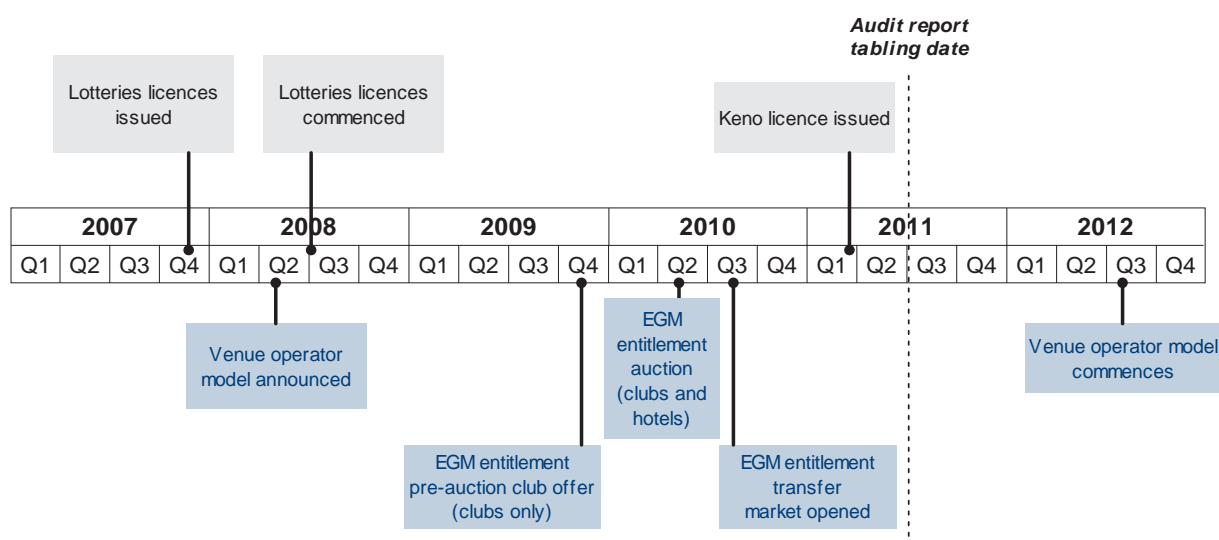 Audit report
tabling date
Lotteries licences
issued
Lotteries licences
commenced
Keno licence issued
2007 2008 2009 2010 2011 2012
Q1 Q2 Q3 Q4 Q1 Q2 Q3 Q4 Q1 Q2 Q3 Q4 Q1 Q2 Q3 Q4 Q1 Q2 Q3 Q4 Q1 Q2 Q3 Q4
Venue operator
model announced
EGM
entitlement
auction
(clubs and
hotels)
Venue operator model
commences
EGM entitlement
pre-auction club offer
(clubs only)
EGM entitlement
transfer
market opened